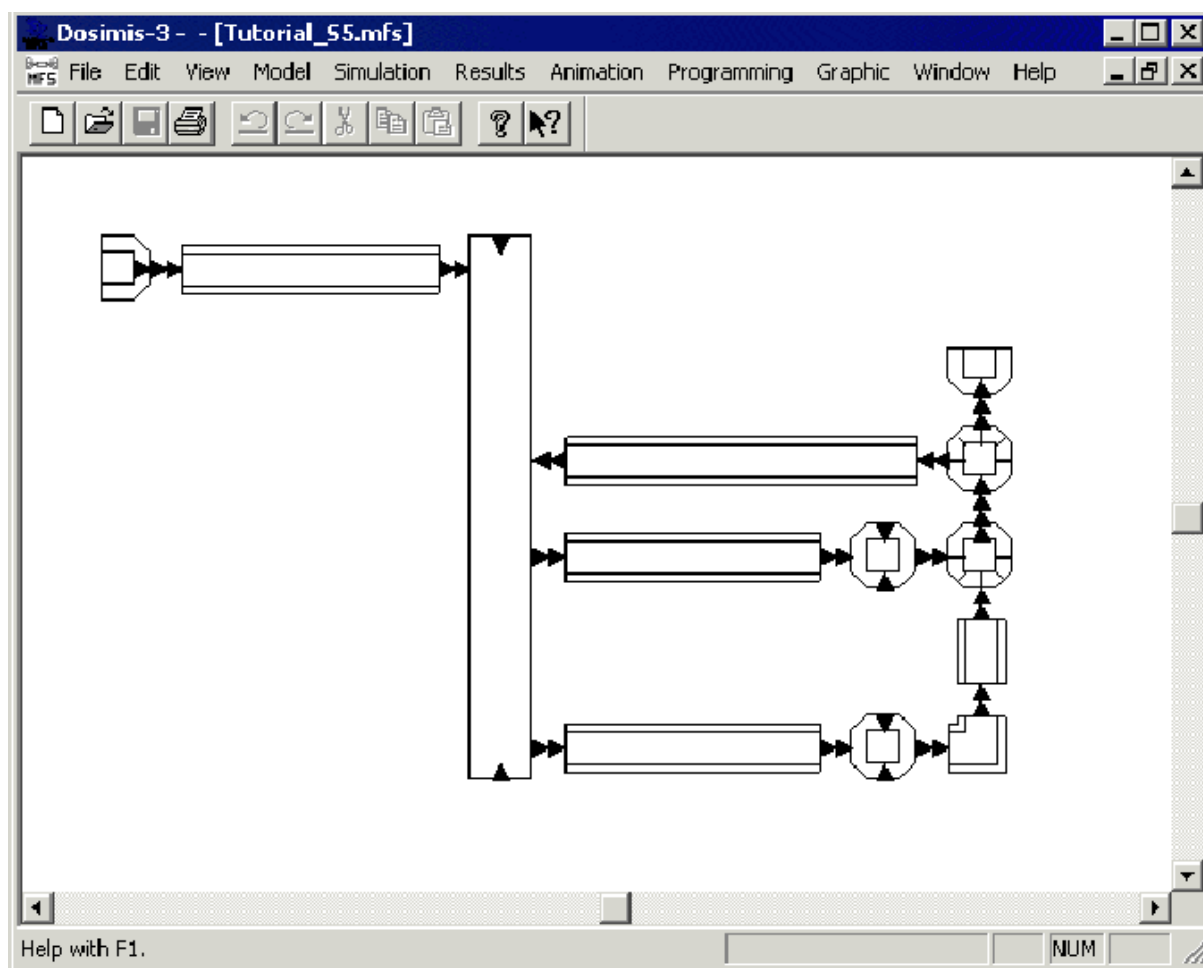 Dosimis-3 - - [Tutorial_55.mfs]
MFS File Edit View Model Simulation Results Animation Programming Graphic Window Help
Help with F1.
NUM